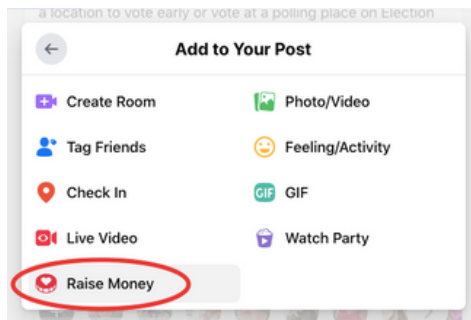 a location to vote early or vote at a polling place on Election
Add to Your Post
Create Room
Photo/Video
Tag Friends
Feeling/Activity
Check In
GIF GIF
Live Video
Watch Party
Raise Money